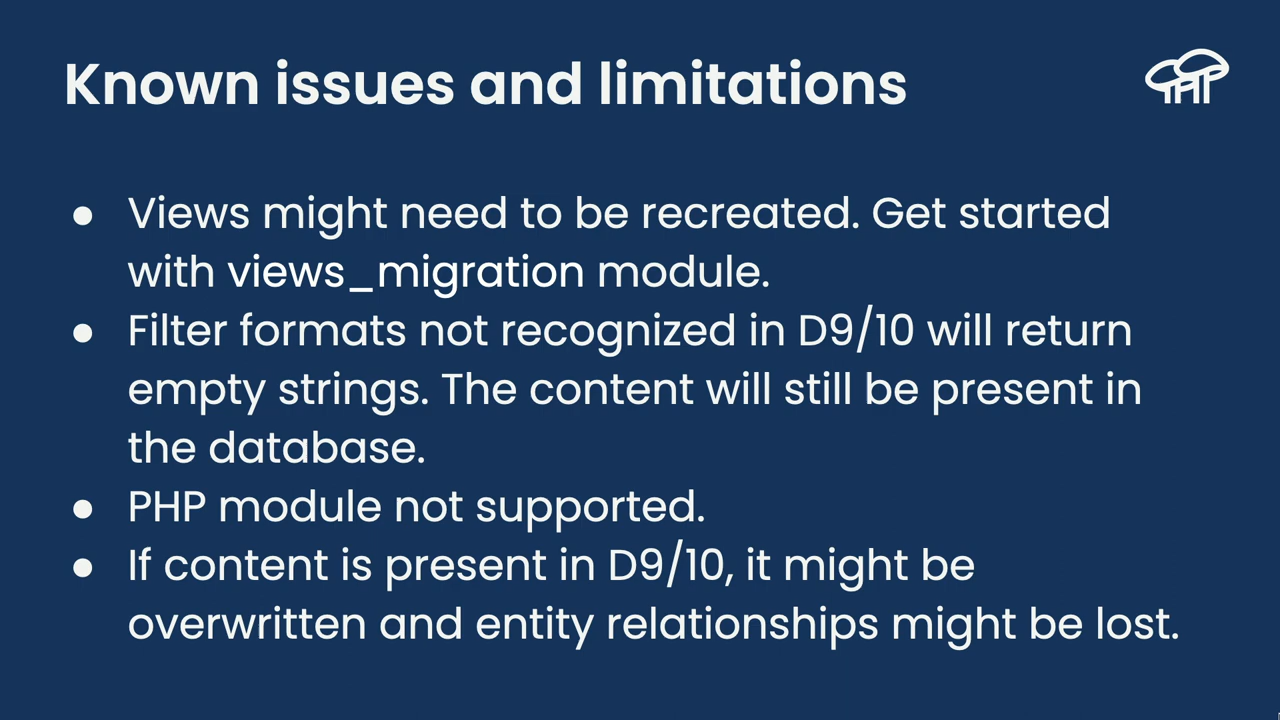 Known issues and limitations
● Views might need to be recreated. Get started
with views_migration module.
● Filter formats not recognized in D9/10 will return
empty strings. The content will still be present in
the database.
● PHP module not supported.
● If content is present in D9/10, it might be
overwritten and entity relationships might be lost.